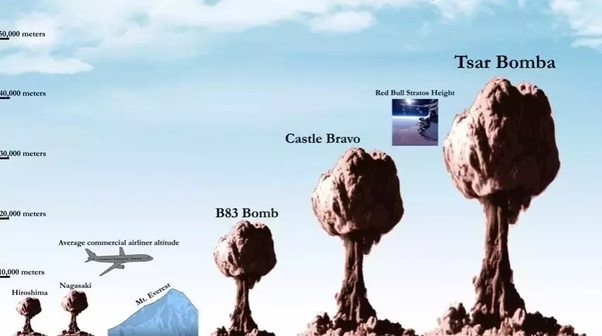 50,000 meters
Tsar Bomba
40,000 meters
Red Bull Stratos Height
Castle Bravo
30,000 meters
20,000 meters
B83 Bomb
Average commercial airliner altitude
10,000 meters
Hiroshima
Nagasaki
Mt. Everest